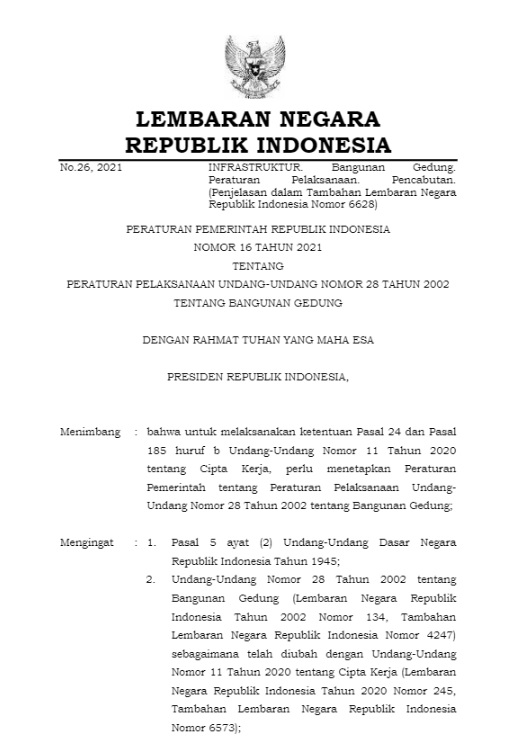 LEMBARAN NEGARA
REPUBLIK INDONESIA
No.26, 2021
INFRASTRUKTUR. Bangunan Gedung.
Peraturan Pelaksanaan. Pencabutan.
(Penjelasan dalam Tambahan Lembaran Negara
Republik Indonesia Nomor 6628)
PERATURAN PEMERINTAH REPUBLIK INDONESIA
NOMOR 16 TAHUN 2021
TENTANG
PERATURAN PELAKSANAAN UNDANG-UNDANG NOMOR 28 TAHUN 2002
TENTANG BANGUNAN GEDUNG
DENGAN RAHMAT TUHAN YANG MAHA ESA
PRESIDEN REPUBLIK INDONESIA,
Menimbang : bahwa untuk melaksanakan ketentuan Pasal 24 dan Pasal
185 huruf b Undang-Undang Nomor 11 Tahun 2020
tentang Cipta Kerja, perlu menetapkan Peraturan
Pemerintah tentang Peraturan Pelaksanaan Undang-
Undang Nomor 28 Tahun 2002 tentang Bangunan Gedung;
Mengingat : 1. Pasal 5 ayat (2) Undang-Undang Dasar Negara
Republik Indonesia Tahun 1945;
2. Undang-Undang Nomor 28 Tahun 2002 tentang
Bangunan Gedung (Lembaran Negara Republik
Indonesia Tahun 2002 Nomor 134, Tambahan
Lembaran Negara Republik Indonesia Nomor 4247)
sebagaimana telah diubah dengan Undang-Undang
Nomor 11 Tahun 2020 tentang Cipta Kerja (Lembaran
Negara Republik Indonesia Tahun 2020 Nomor 245,
Tambahan Lembaran Negara Republik Indonesia
Nomor 6573);